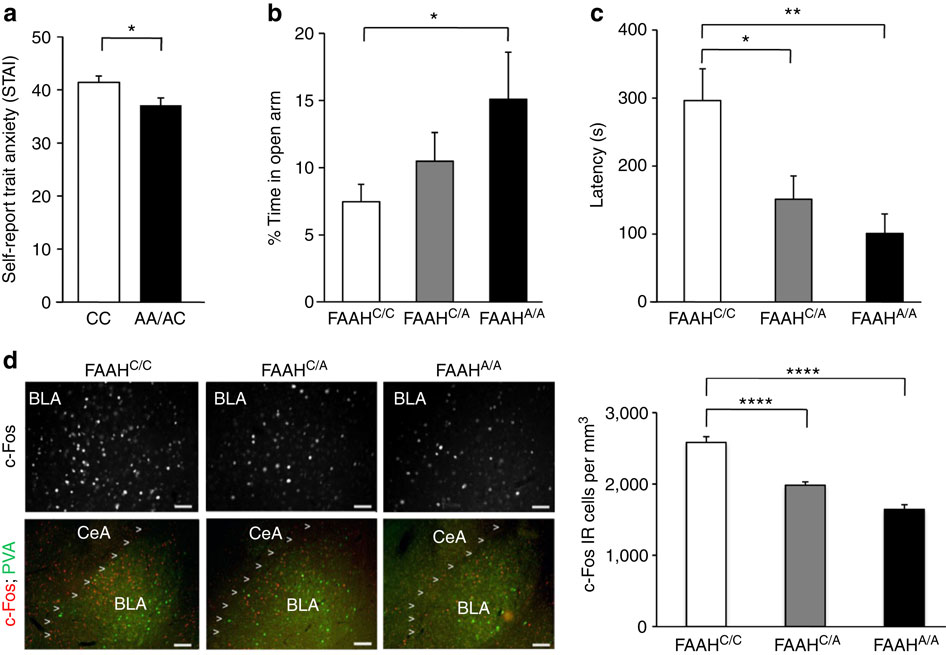 a
Self-report trait anxiety (STAI)
50
40
30
20
10
0
*
CC AA/AC
b
% Time in open arm
20
15
10
5
0
*
FAAH^C/C FAAH^C/A FAAH^A/A
c
Latency (s)
400
300
200
100
0
**
*
FAAH^C/C FAAH^C/A FAAH^A/A
d
FAAH^C/C FAAH^C/A FAAH^A/A
c-Fos
BLA BLA BLA
c-Fos; PVA
CeA CeA CeA
BLA BLA BLA
c-Fos IR cells per mm³
3,000
2,000
1,000
0
****
****
FAAH^C/C FAAH^C/A FAAH^A/A